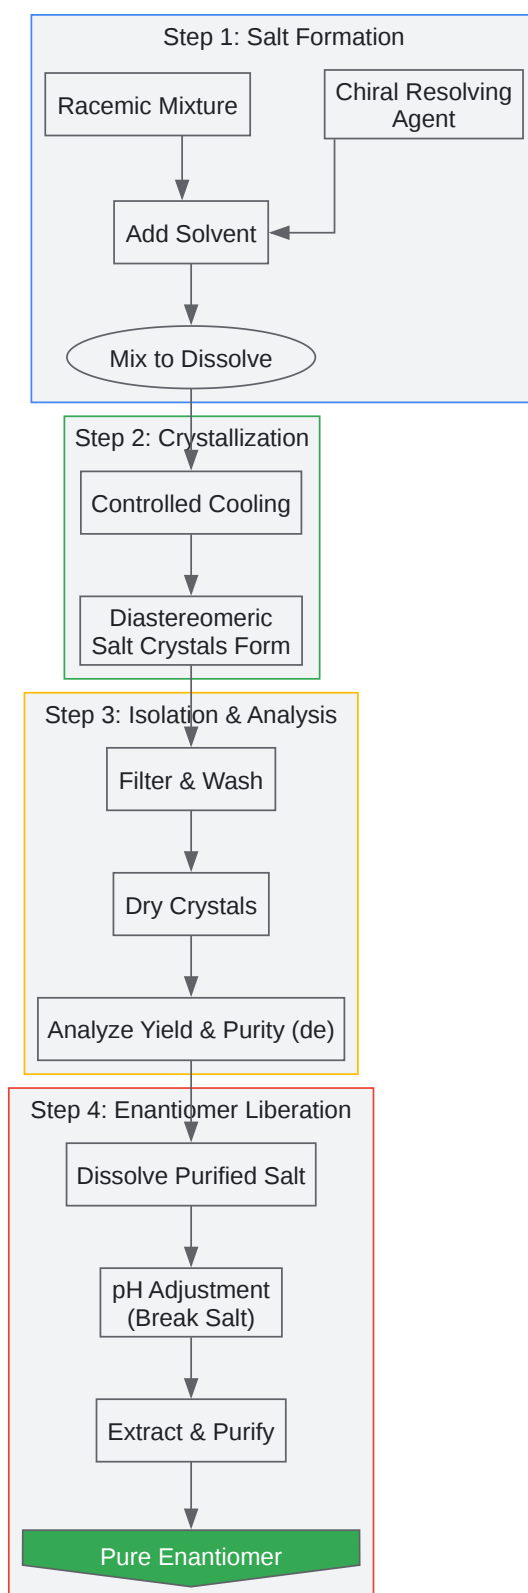 Step 1: Salt Formation
Racemic Mixture
Chiral Resolving
Agent
Add Solvent
Mix to Dissolve
Step 2: Crystallization
Controlled Cooling
Diastereomeric
Salt Crystals Form
Step 3: Isolation & Analysis
Filter & Wash
Dry Crystals
Analyze Yield & Purity (de)
Step 4: Enantiomer Liberation
Dissolve Purified Salt
pH Adjustment
(Break Salt)
Extract & Purify
Pure Enantiomer